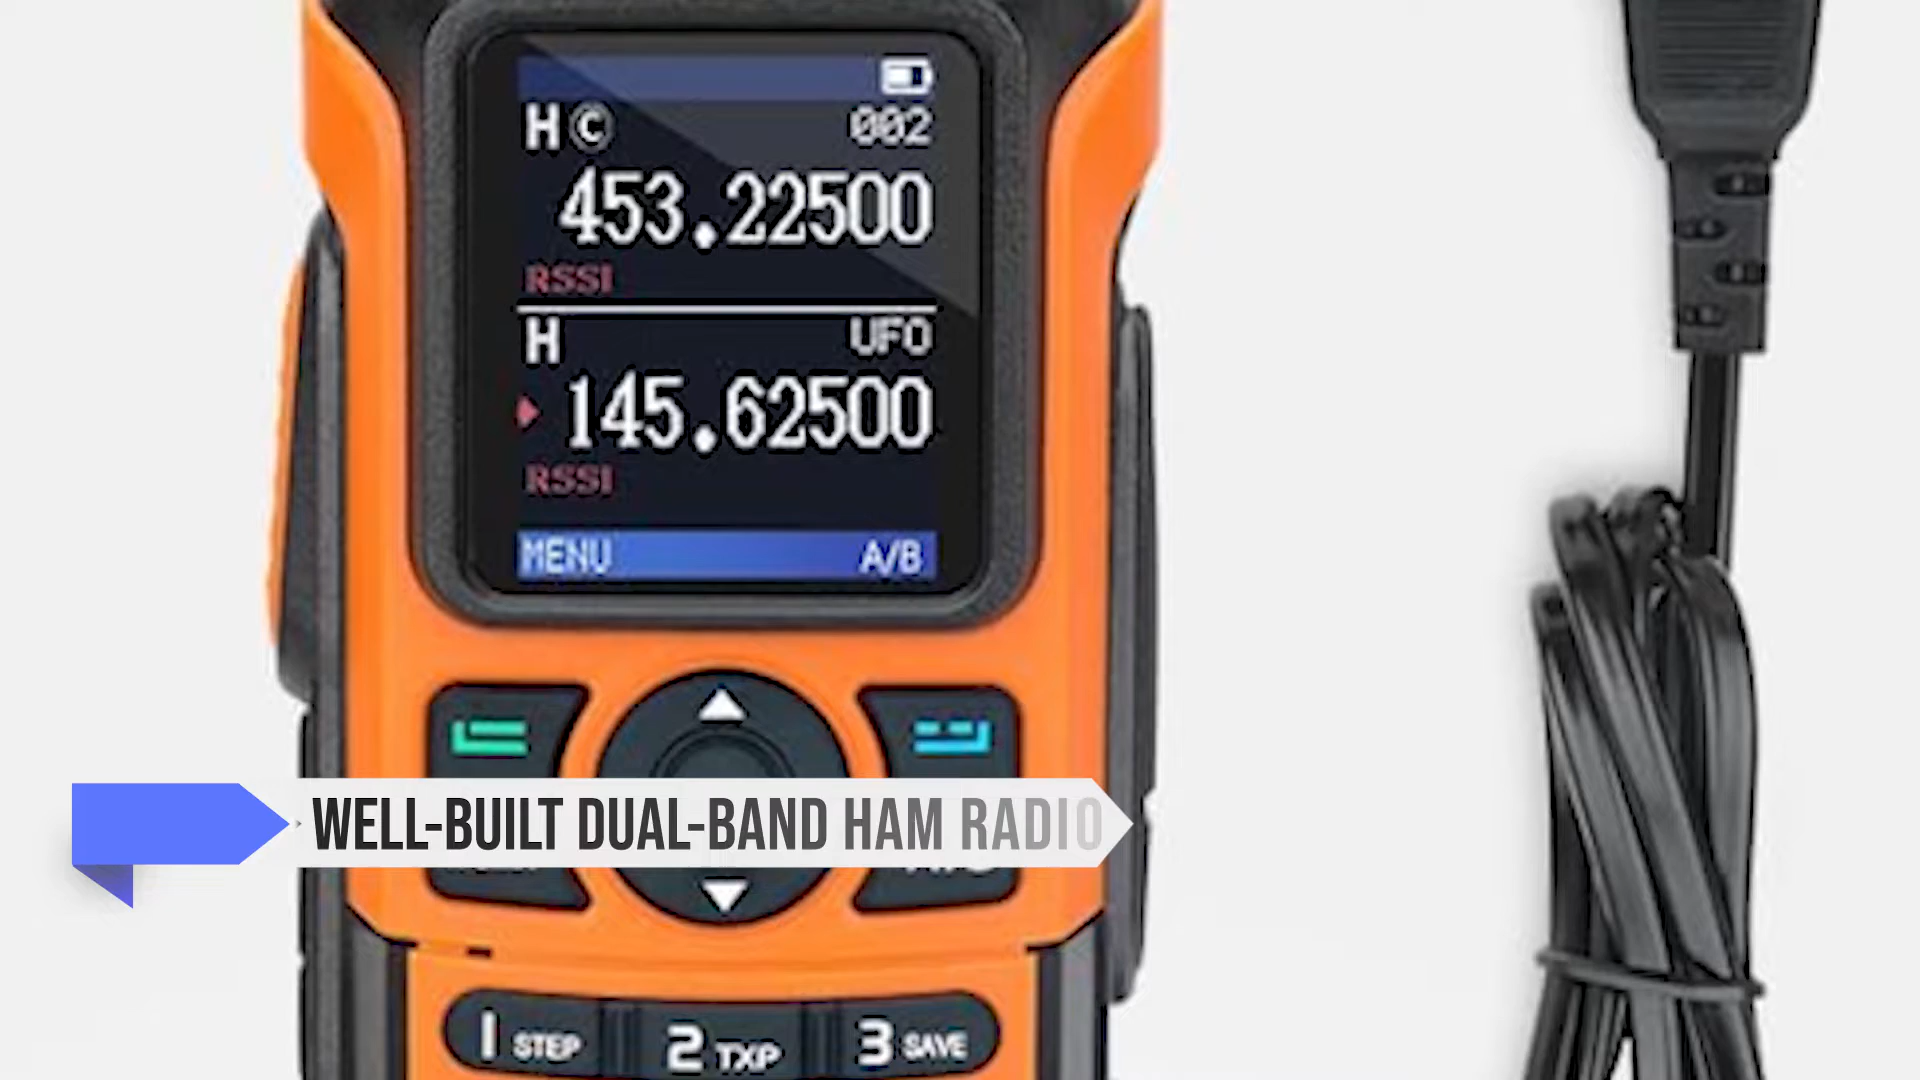 H © 002
453.22500
RSSI
H UFO
145.62500
RSSI
MENU A/B
WELL-BUILT DUAL-BAND HAM RADIO
1 STEP 2 TXP 3 SAVE